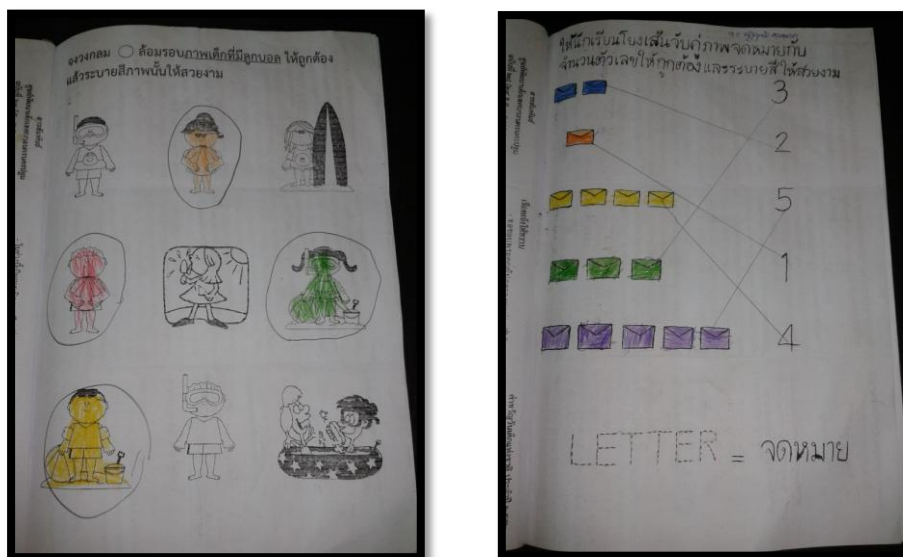 จงวงกลม ◯ ล้อมรอบภาพเด็กที่มีลูกบอล ให้ถูกต้อง
แล้วระบายสีภาพนั้นให้สวยงาม
ให้นักเรียนโยงเส้นจับคู่ภาพจดหมายกับ
จำนวนตัวเลขให้ถูกต้องและระบายสีให้สวยงาม
3
2
5
1
4
LETTER = จดหมาย